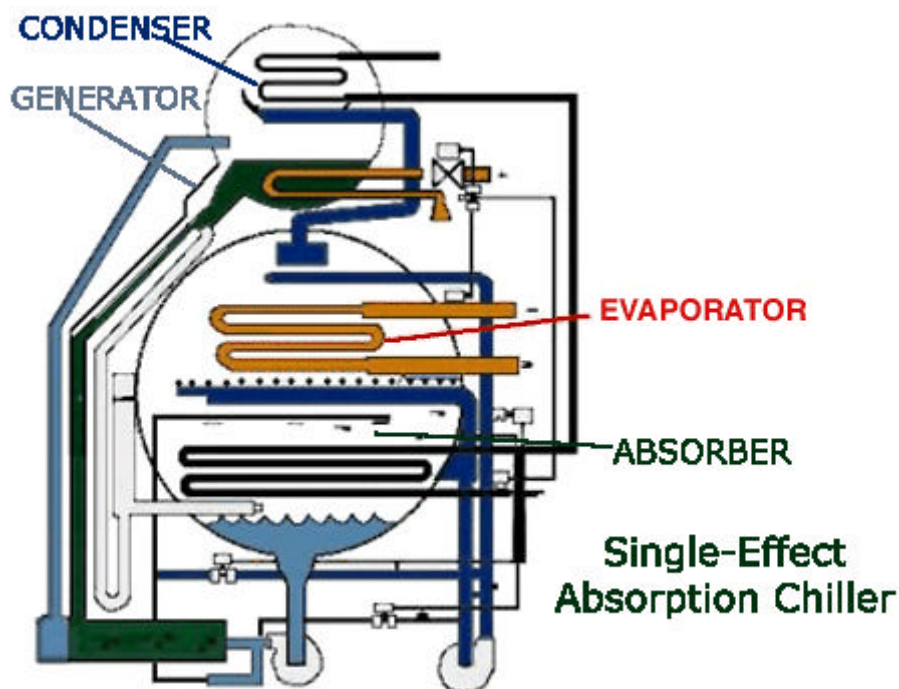 CONDENSER
GENERATOR
EVAPORATOR
ABSORBER
Single-Effect
Absorption Chiller